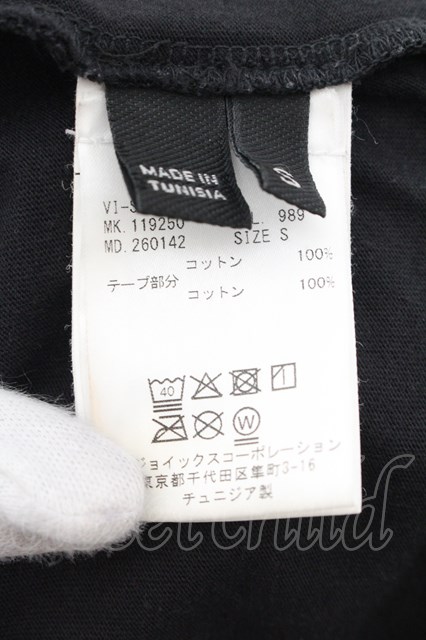 MADE IN
TUNISIA
S
989
MK. 119250
MD. 260142 SIZE S
コットン 100%
テープ部分
コットン 100%
40
W
ジョイックスコーポレーション
東京都千代田区隼町3-16
チュニジア製